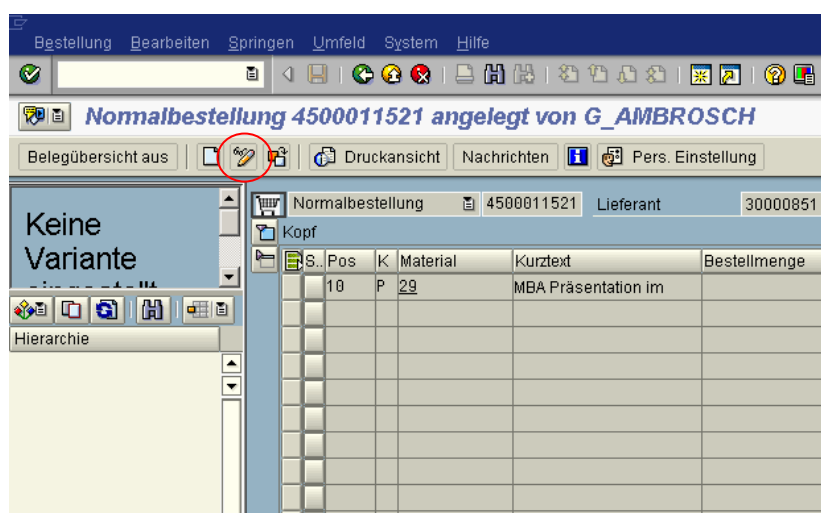 Bestellung Bearbeiten Springen Umfeld System Hilfe
Normalbestellung 4500011521 angelegt von G_AMBROSCH
Belegübersicht aus Druckansicht Nachrichten Pers. Einstellung
Keine
Variante
Normalbestellung 4500011521 Lieferant 30000851
Kopf
S.. Pos K Material Kurztext Bestellmenge
10 P 29 MBA Präsentation im
Hierarchie